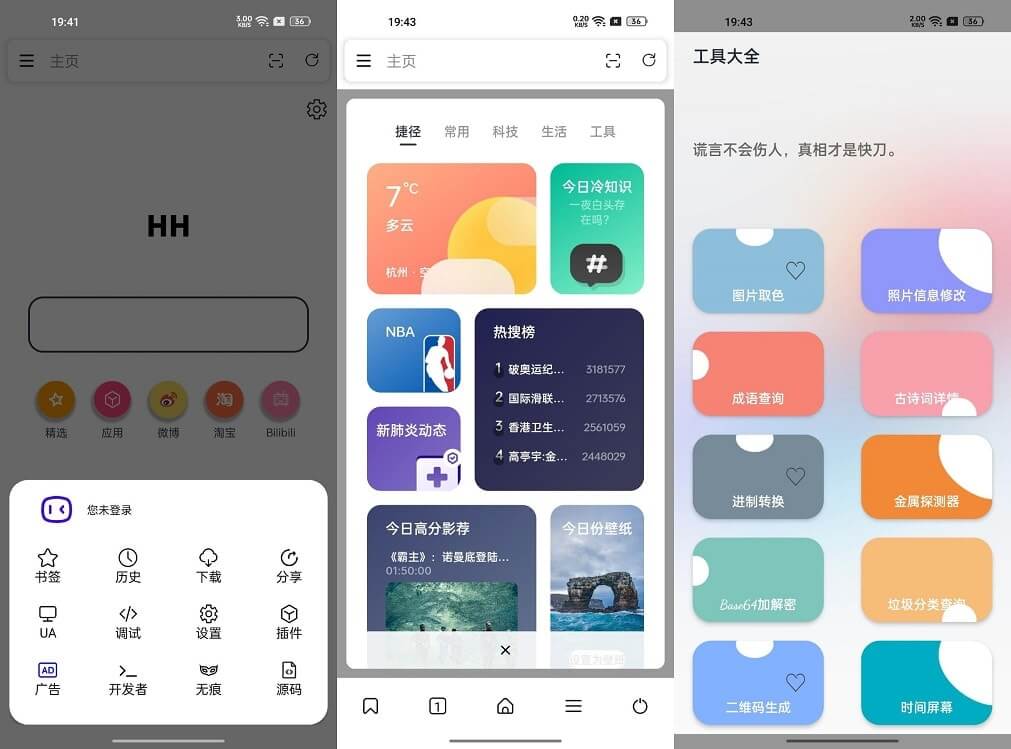 19:41
3.00
KB/S
36
主页
HH
精选
应用
微博
淘宝
Bilibili
您未登录
书签
历史
下载
分享
UA
调试
设置
插件
AD
广告
开发者
无痕
源码
19:43
0.20
KB/S
36
主页
捷径
常用
科技
生活
工具
7℃
多云
杭州 · 空
今日冷知识
一夜白头存
在吗？
#
NBA
热搜榜
1 破奥运纪... 3181577
2 国际滑联... 2713576
3 香港卫生... 2561059
4 高亭宇:金... 2448029
新肺炎动态
今日高分影荐
《霸主》：诺曼底登陆...
01:50:00
今日份壁纸
设置为壁纸
1
19:43
2.00
KB/S
36
工具大全
谎言不会伤人，真相才是快刀。
图片取色
照片信息修改
成语查询
古诗词详情
进制转换
金属探测器
Base64加解密
垃圾分类查询
二维码生成
时间屏幕